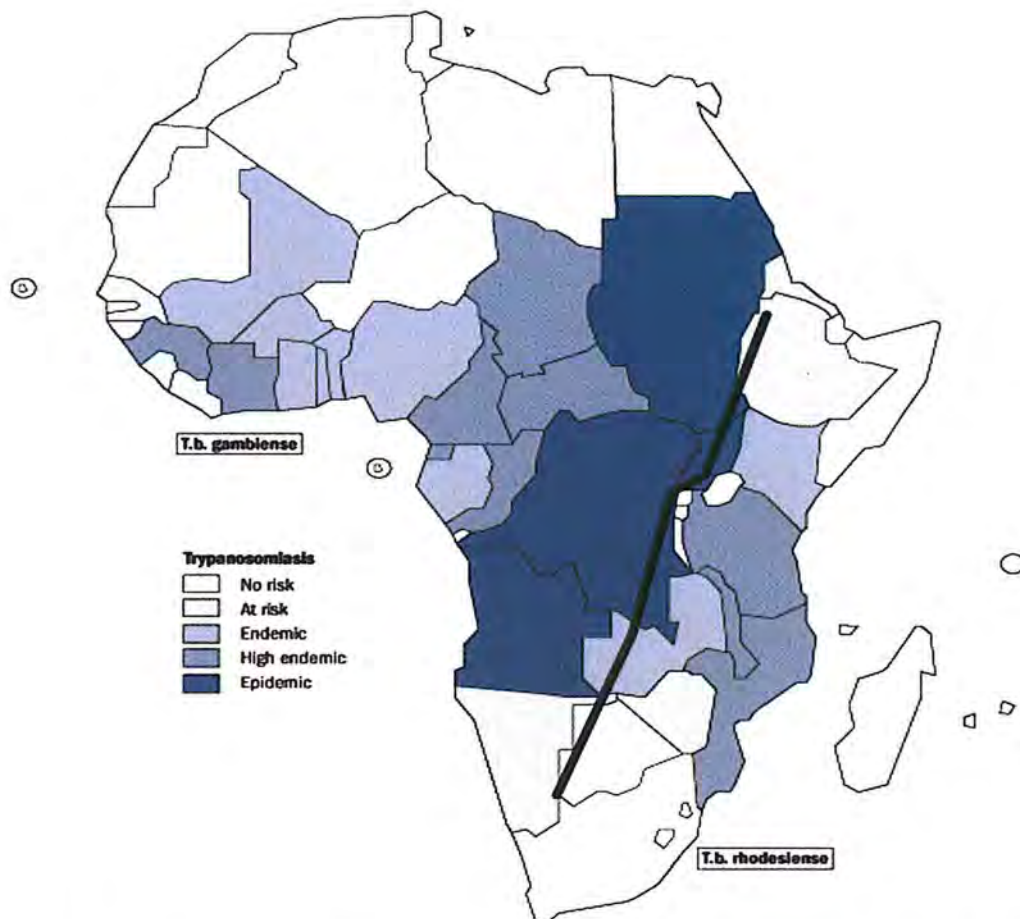 T.b. gambiense
Trypanosomiasis
No risk
At risk
Endemic
High endemic
Epidemic
T.b. rhodesiense